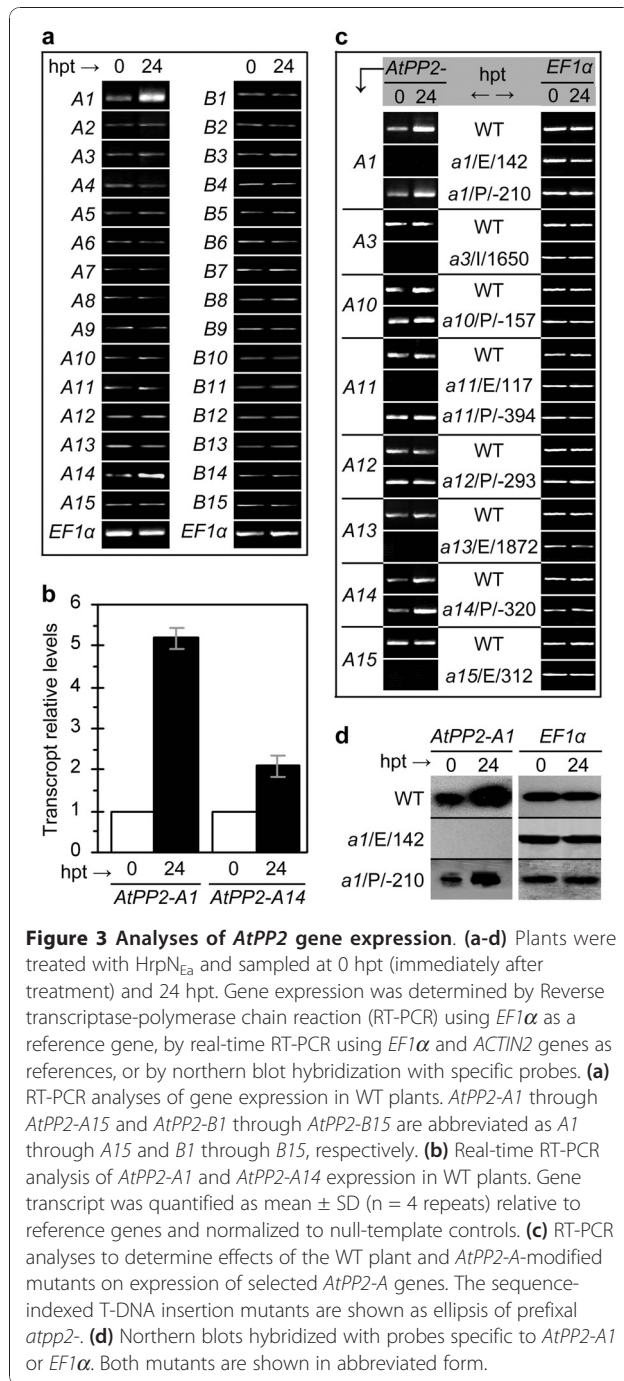 a
hpt → 0 24 0 24
A1 B1
A2 B2
A3 B3
A4 B4
A5 B5
A6 B6
A7 B7
A8 B8
A9 B9
A10 B10
A11 B11
A12 B12
A13 B13
A14 B14
A15 B15
EF1α EF1α
b
Transcropt relative levels
6
5
4
3
2
1
0
hpt → 0 24 0 24
AtPP2-A1 AtPP2-A14
c
AtPP2- hpt EF1α
0 24 ← → 0 24
WT
A1 a1/E/142
a1/P/-210
WT
A3
a3/I/1650
WT
A10
a10/P/-157
WT
A11 a11/E/117
a11/P/-394
WT
A12
a12/P/-293
WT
A13
a13/E/1872
WT
A14
a14/P/-320
WT
A15
a15/E/312
d
AtPP2-A1 EF1α
hpt → 0 24 0 24
WT
a1/E/142
a1/P/-210
Figure 3 Analyses of AtPP2 gene expression. (a-d) Plants were
treated with HrpNEa and sampled at 0 hpt (immediately after
treatment) and 24 hpt. Gene expression was determined by Reverse
transcriptase-polymerase chain reaction (RT-PCR) using EF1α as a
reference gene, by real-time RT-PCR using EF1α and ACTIN2 genes as
references, or by northern blot hybridization with specific probes. (a)
RT-PCR analyses of gene expression in WT plants. AtPP2-A1 through
AtPP2-A15 and AtPP2-B1 through AtPP2-B15 are abbreviated as A1
through A15 and B1 through B15, respectively. (b) Real-time RT-PCR
analysis of AtPP2-A1 and AtPP2-A14 expression in WT plants. Gene
transcript was quantified as mean ± SD (n = 4 repeats) relative to
reference genes and normalized to null-template controls. (c) RT-PCR
analyses to determine effects of the WT plant and AtPP2-A-modified
mutants on expression of selected AtPP2-A genes. The sequence-
indexed T-DNA insertion mutants are shown as ellipsis of prefixal
atpp2-. (d) Northern blots hybridized with probes specific to AtPP2-A1
or EF1α. Both mutants are shown in abbreviated form.